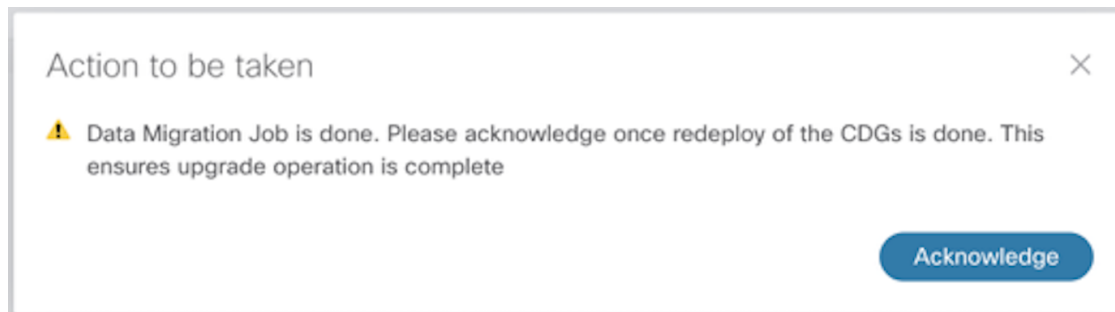 Action to be taken
Data Migration Job is done. Please acknowledge once redeploy of the CDGs is done. This
ensures upgrade operation is complete
Acknowledge